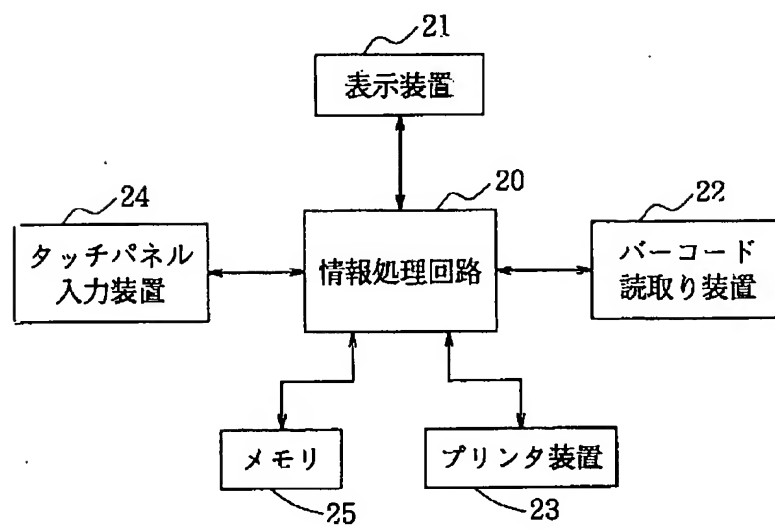 21
表示装置
24
20
22
タッチパネル
入力装置
情報処理回路
バーコード
読取り装置
メモリ
プリンタ装置
25
23